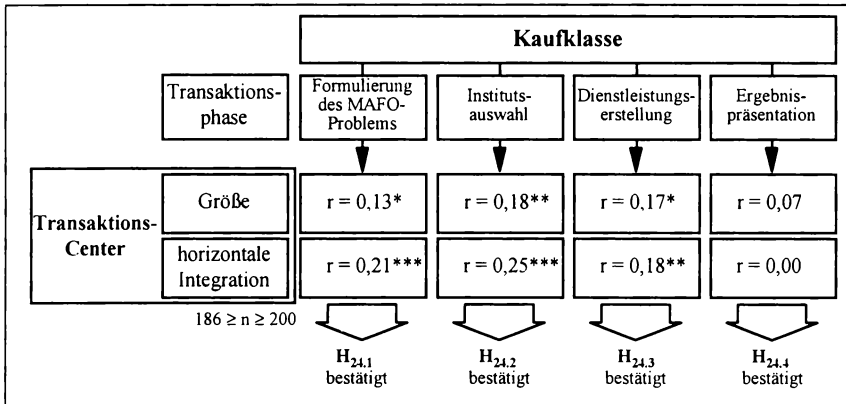 Kaufklasse
Transaktions-
phase
Formulierung
des MAFO-
Problems
Instituts-
auswahl
Dienstleistungs-
erstellung
Ergebnis-
präsentation
Transaktions-
Center
Größe
r = 0,13*
r = 0,18**
r = 0,17*
r = 0,07
horizontale
Integration
r = 0,21***
r = 0,25***
r = 0,18**
r = 0,00
186 ≥ n ≥ 200
H24.1
bestätigt
H24.2
bestätigt
H24.3
bestätigt
H24.4
bestätigt